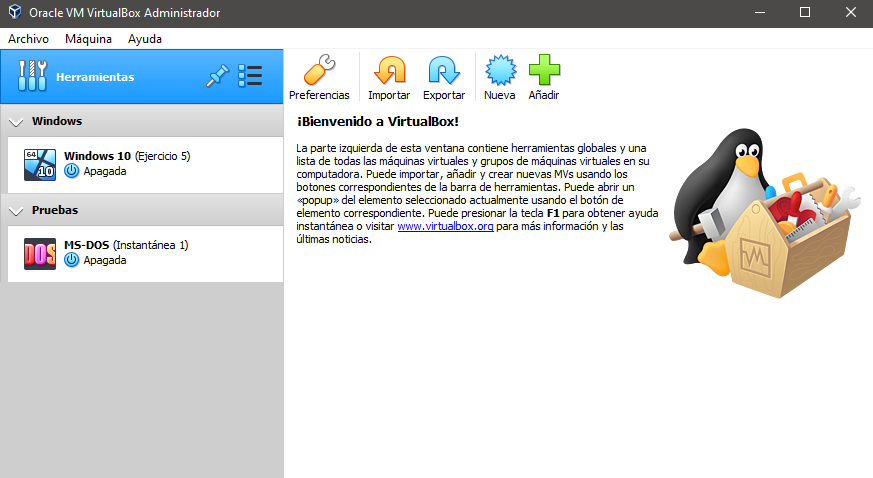 Oracle VM VirtualBox Administrador
Archivo Máquina Ayuda
Herramientas
Preferencias Importar Exportar Nueva Añadir
Windows
64 10
Windows 10 (Ejercicio 5)
Apagada
Pruebas
DOS
MS-DOS (Instantánea 1)
Apagada
¡Bienvenido a VirtualBox!
La parte izquierda de esta ventana contiene herramientas globales y una
lista de todas las máquinas virtuales y grupos de máquinas virtuales en su
computadora. Puede importar, añadir y crear nuevas MVs usando los
botones correspondientes de la barra de herramientas. Puede abrir un
«popup» del elemento seleccionado actualmente usando el botón de
elemento correspondiente. Puede presionar la tecla F1 para obtener ayuda
instantánea o visitar www.virtualbox.org para más información y las
últimas noticias.